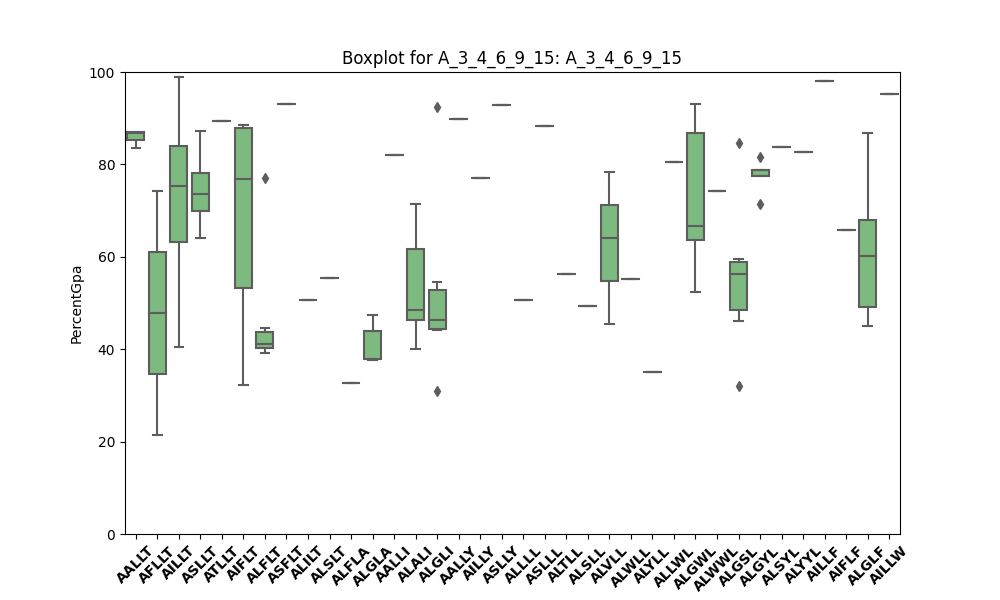 Boxplot for A_3_4_6_9_15: A_3_4_6_9_15
PercentGpa
100
80
60
40
20
0
AALLT AFLLT AILLT ASLLT ATLLT AIFLT ALFLT ASFLT ALILT ALSLT ALFLA ALGLA AALLI ALALI ALGLI AALLY AILLY ASLLY ALLLL ASLLL ALTLL ALSLL ALVLL ALWLL ALYLL ALLWL ALGWL ALWWL ALGSL ALGYL ALSYL ALYYL AILLF AIFLF ALGLF AILLW